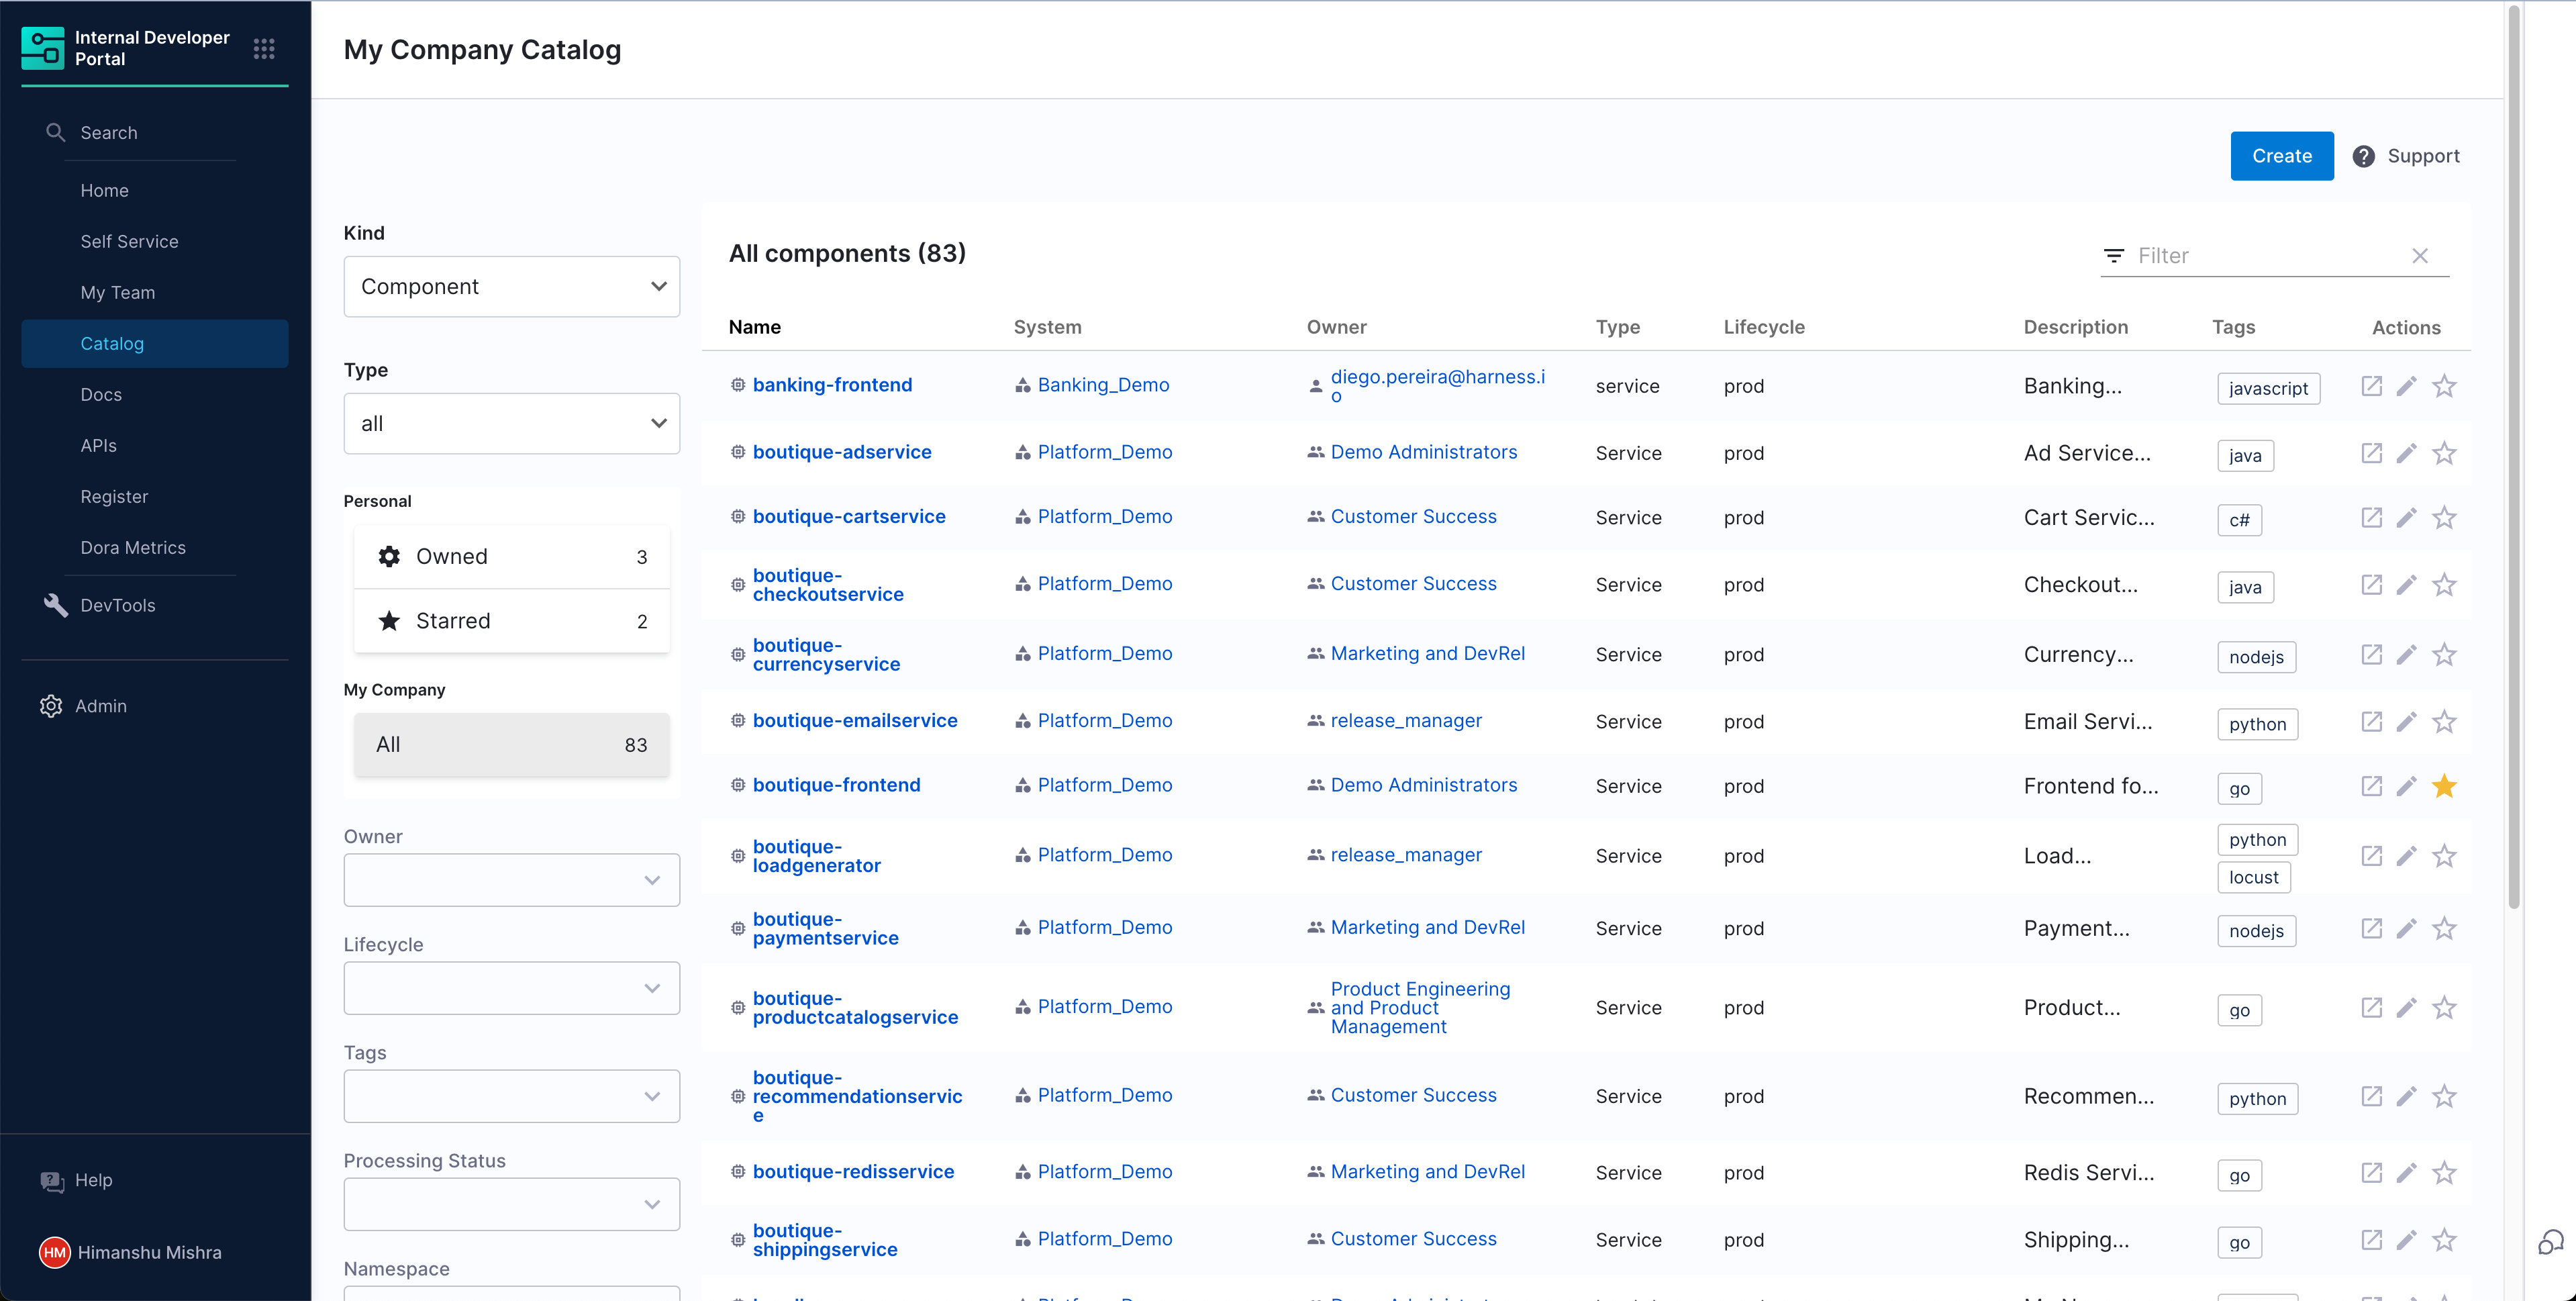 Internal Developer
Portal
Search
Home
Self Service
My Team
Catalog
Docs
APIs
Register
Dora Metrics
DevTools
Admin
Help
HM Himanshu Mishra
My Company Catalog
Create
Support
Kind
Component
Type
all
Personal
Owned 3
Starred 2
My Company
All 83
Owner
Lifecycle
Tags
Processing Status
Namespace
All components (83)
Filter
Name System Owner Type Lifecycle Description Tags Actions
banking-frontend Banking_Demo diego.pereira@harness.i
o service prod Banking... javascript
boutique-adservice Platform_Demo Demo Administrators Service prod Ad Service... java
boutique-cartservice Platform_Demo Customer Success Service prod Cart Servic... c#
boutique-
checkoutservice Platform_Demo Customer Success Service prod Checkout... java
boutique-
currencyservice Platform_Demo Marketing and DevRel Service prod Currency... nodejs
boutique-emailservice Platform_Demo release_manager Service prod Email Servi... python
boutique-frontend Platform_Demo Demo Administrators Service prod Frontend fo... go
boutique-
loadgenerator Platform_Demo release_manager Service prod Load... python
locust
boutique-
paymentservice Platform_Demo Marketing and DevRel Service prod Payment... nodejs
boutique-
productcatalogservice Platform_Demo Product Engineering
and Product
Management Service prod Product... go
boutique-
recommendationservic
e Platform_Demo Customer Success Service prod Recommen... python
boutique-redisservice Platform_Demo Marketing and DevRel Service prod Redis Servi... go
boutique-
shippingservice Platform_Demo Customer Success Service prod Shipping... go